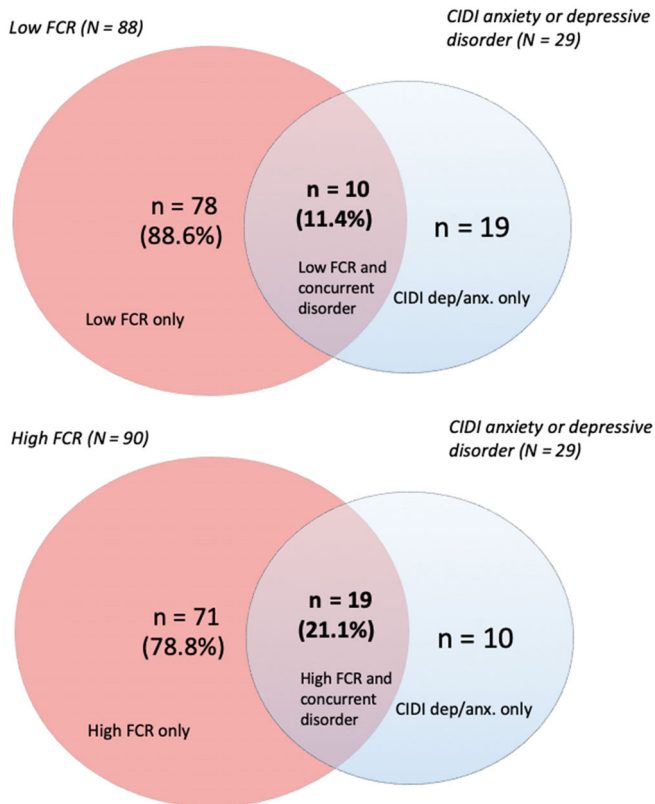 Low FCR (N = 88)
CIDI anxiety or depressive
disorder (N = 29)
n = 78
(88.6%)
n = 10
(11.4%)
n = 19
Low FCR and
concurrent
disorder
Low FCR only
CIDI dep/anx. only
High FCR (N = 90)
CIDI anxiety or depressive
disorder (N = 29)
n = 71
(78.8%)
n = 19
(21.1%)
n = 10
High FCR and
concurrent
disorder
High FCR only
CIDI dep/anx. only